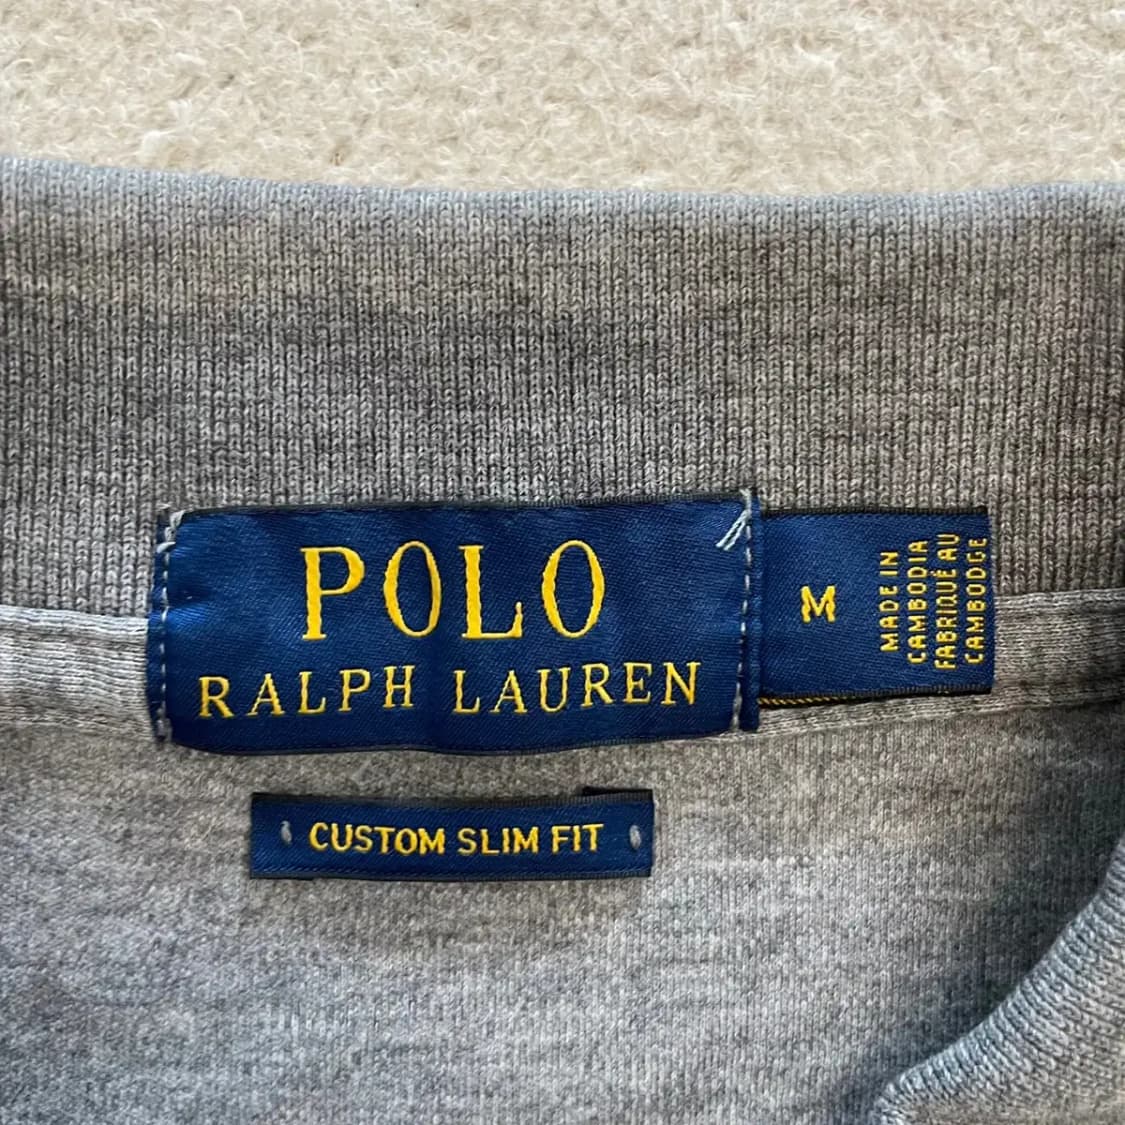 POLO
RALPH LAUREN
M
MADE IN
CAMBODIA
FABRIQUÉ AU
CAMBODGE
CUSTOM SLIM FIT